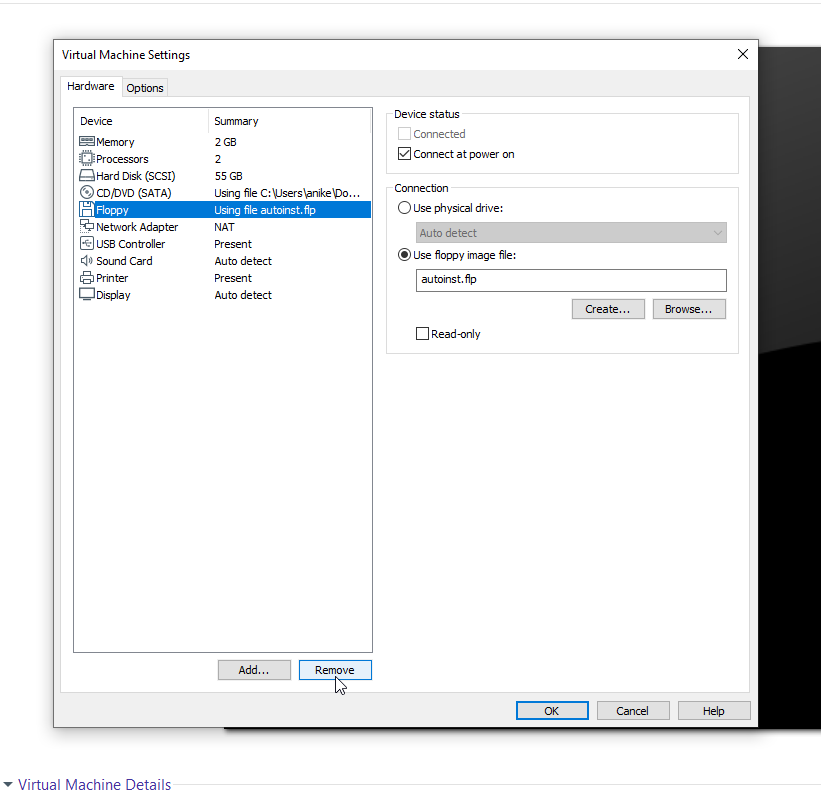 Virtual Machine Settings
Hardware Options
Device Summary
Memory 2 GB
Processors 2
Hard Disk (SCSI) 55 GB
CD/DVD (SATA) Using file C:\Users\anike\Do...
Floppy Using file autoinst.flp
Network Adapter NAT
USB Controller Present
Sound Card Auto detect
Printer Present
Display Auto detect
Add... Remove
Device status
Connected
Connect at power on
Connection
Use physical drive:
Auto detect
Use floppy image file:
autoinst.flp
Create... Browse...
Read-only
OK Cancel Help
Virtual Machine Details